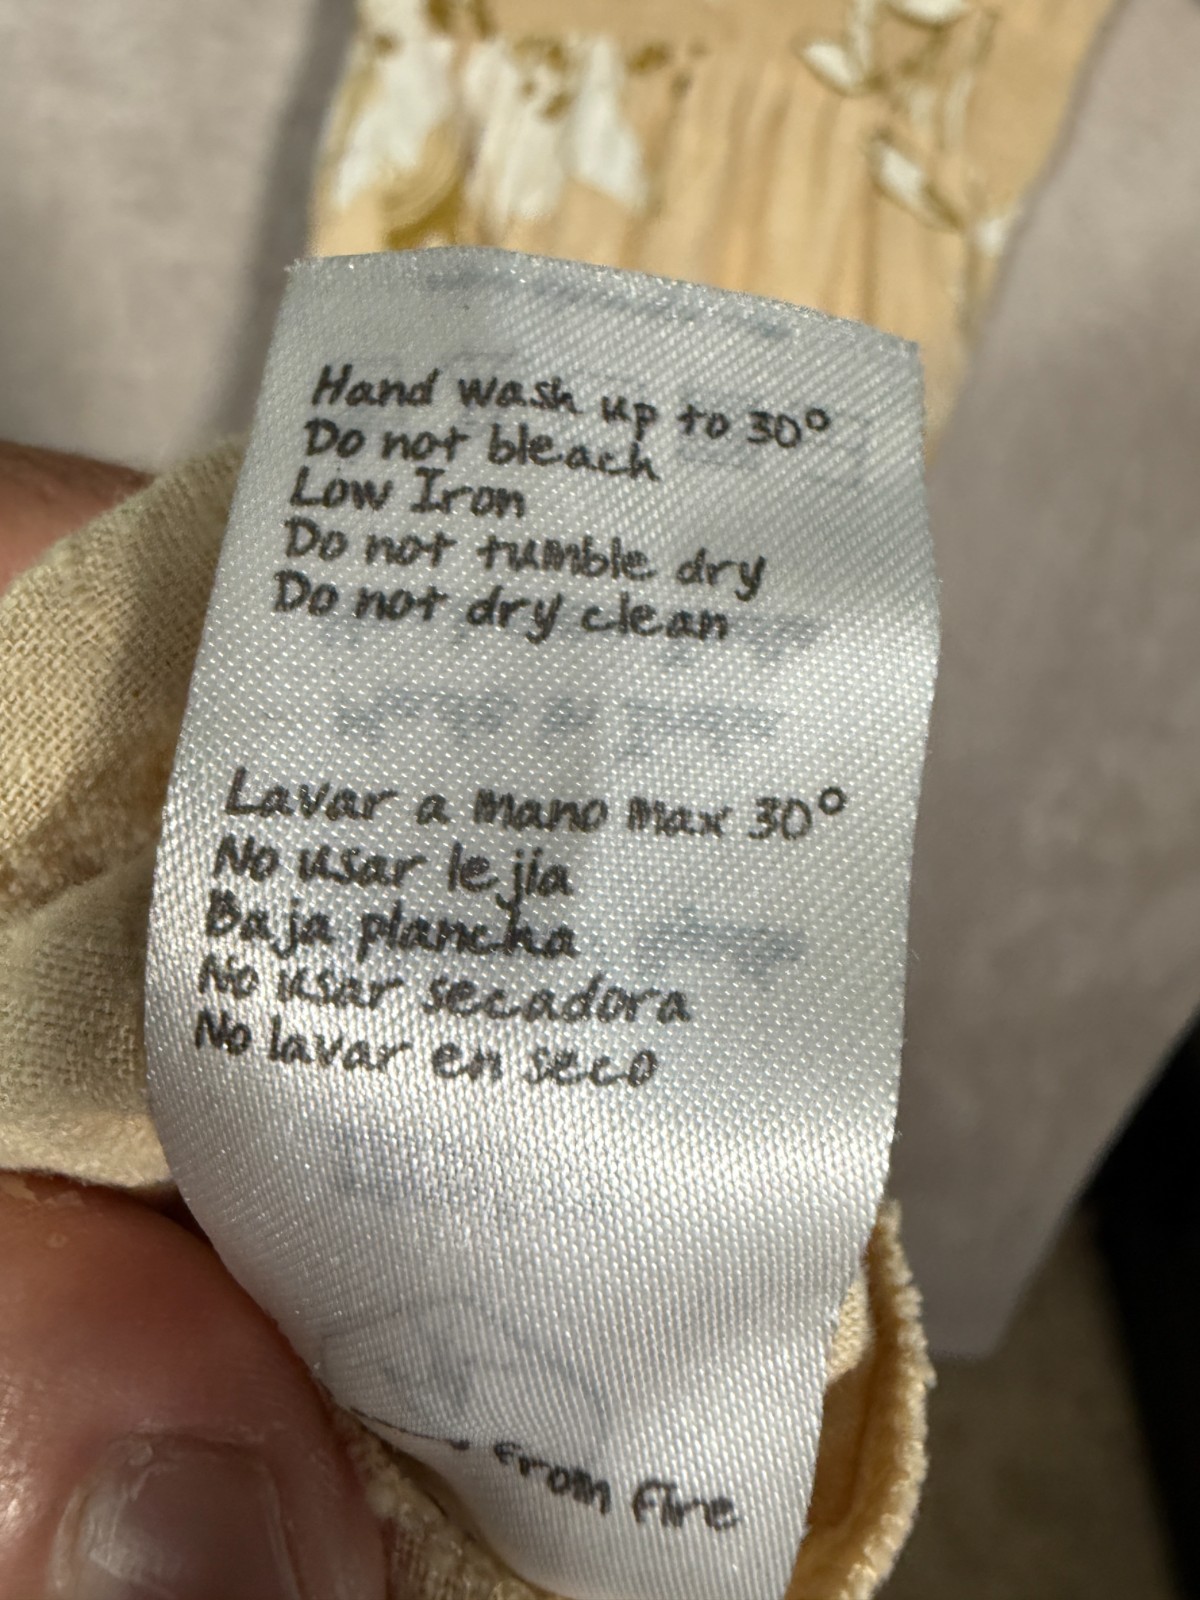 Hand wash up to 30°
Do not bleach
Low Iron
Do not tumble dry
Do not dry clean
Lavar a mano max 30°
No usar lejía
Baja plancha
No usar secadora
No lavar en seco
from fire